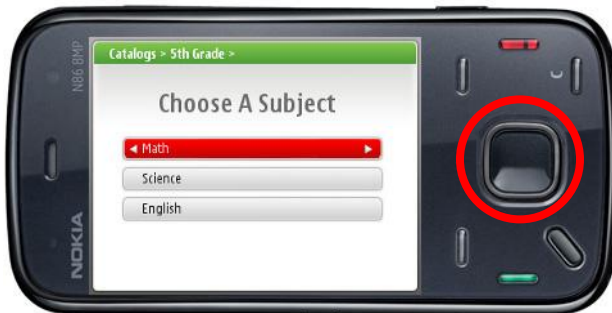 N86 8MP
Catalogs > 5th Grade >
Choose A Subject
Math
Science
English
NOKIA